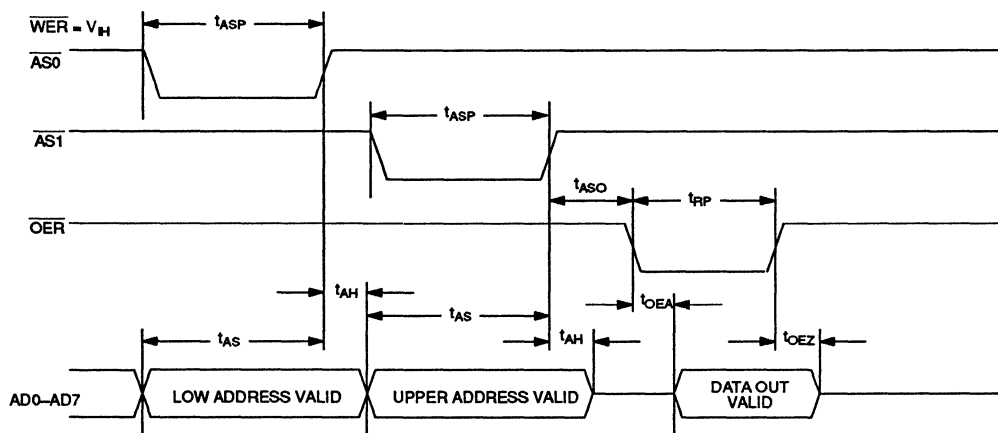 WER = VIH
tASP
AS0
tASP
AS1
tASO
tRP
OER
tAH
tOEA
tAS
tAS
tAH
tOEZ
AD0–AD7
LOW ADDRESS VALID
UPPER ADDRESS VALID
DATA OUT
VALID